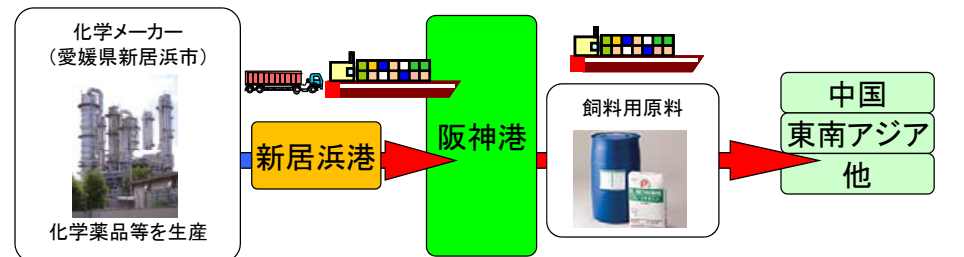 化学メーカー
（愛媛県新居浜市）
化学薬品等を生産
新居浜港
阪神港
飼料用原料
中国
東南アジア
他